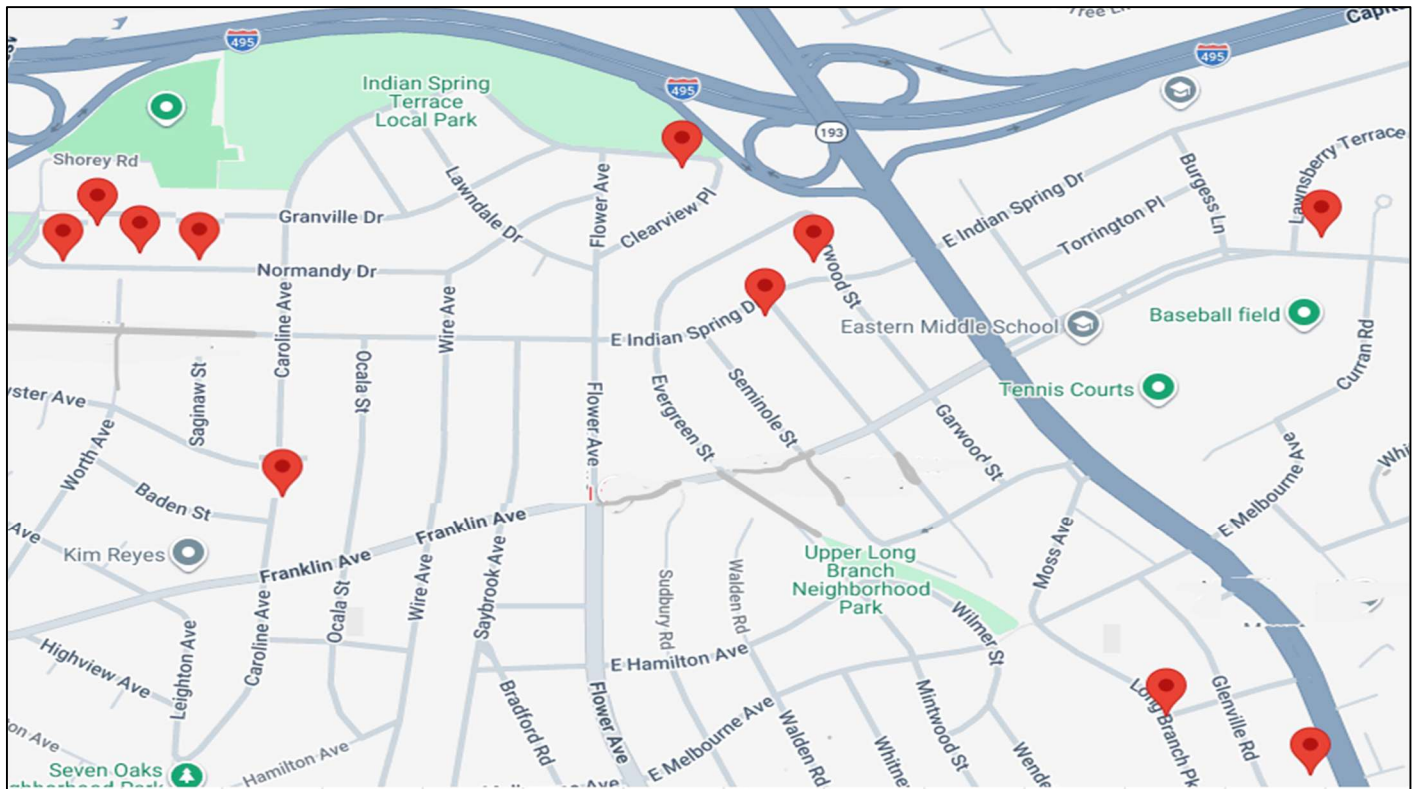 495
495
495
193
Indian Spring
Terrace
Local Park
Shorey Rd
Granville Dr
Normandy Dr
Lawndale Dr
Flower Ave
Clearview Pl
E Indian Spring Dr
Torrington Pl
Burgess Ln
Lawnsberry Terrace
Caroline Ave
Wire Ave
E Indian Spring D
Eastern Middle School
Baseball field
Tennis Courts
Curran Rd
Saginaw St
Ocala St
Flower Ave
Evergreen St
Seminole St
Garwood St
Worth Ave
Baden St
Kim Reyes
Franklin Ave
Franklin Ave
E Melbourne Ave
Moss Ave
Upper Long
Branch
Neighborhood
Park
Highview Ave
Leighton Ave
Caroline Ave
Ocala St
Wire Ave
Saybrook Ave
Sudbury Rd
Walden Rd
Wilmer St
E Hamilton Ave
Bradford Rd
Flower Ave
E Melbourne Ave
Walden Rd
Mintwood St
Long Branch Pk
Glenville Rd
Hamilton Ave
Seven Oaks